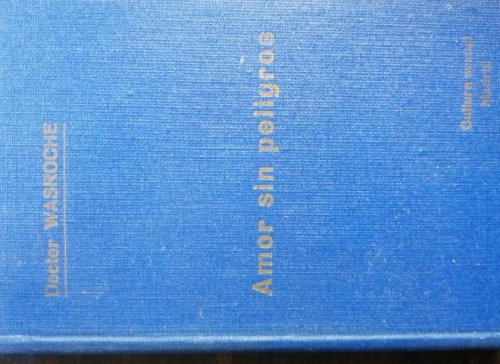 Doctor WASROCHE
Amor sin peligros
Cultura sexual
Madrid